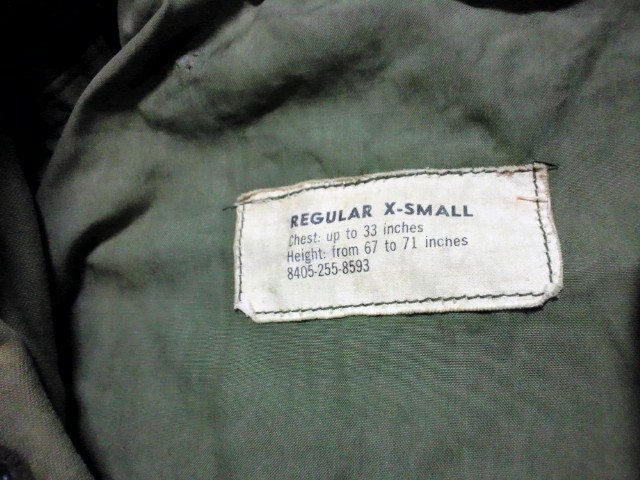 REGULAR X-SMALL
Chest: up to 33 inches
Height: from 67 to 71 inches
8405-255-8593